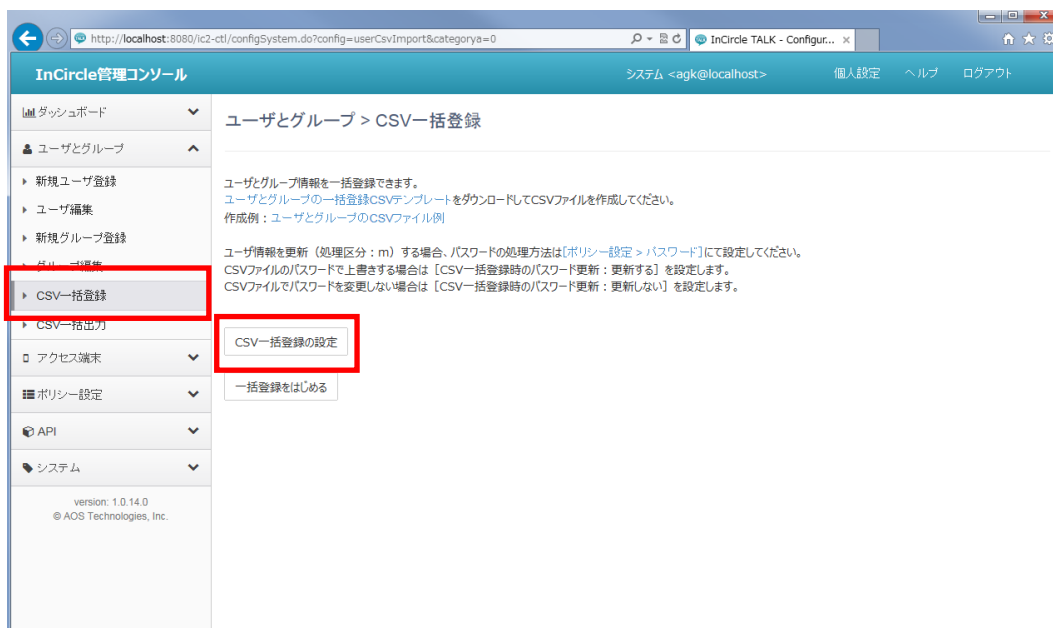 http://localhost:8080/ic2-ctl/configSystem.do?config=userCsvImport&categorya=0
InCircle TALK - Configur...
InCircle管理コンソール
システム <agk@localhost>
個人設定
ヘルプ
ログアウト
ダッシュボード
ユーザとグループ
新規ユーザ登録
ユーザ編集
新規グループ登録
グループ編集
CSV一括登録
CSV一括出力
アクセス端末
ポリシー設定
API
システム
version: 1.0.14.0
© AOS Technologies, Inc.
ユーザとグループ > CSV一括登録
ユーザとグループ情報を一括登録できます。
ユーザとグループの一括登録CSVテンプレートをダウンロードしてCSVファイルを作成してください。
作成例：ユーザとグループのCSVファイル例
ユーザ情報を更新（処理区分：m）する場合、パスワードの処理方法は[ポリシー設定 > パスワード]にて設定してください。
CSVファイルのパスワードで上書きする場合は［CSV一括登録時のパスワード更新：更新する］を設定します。
CSVファイルでパスワードを変更しない場合は［CSV一括登録時のパスワード更新：更新しない］を設定します。
CSV一括登録の設定
一括登録をはじめる